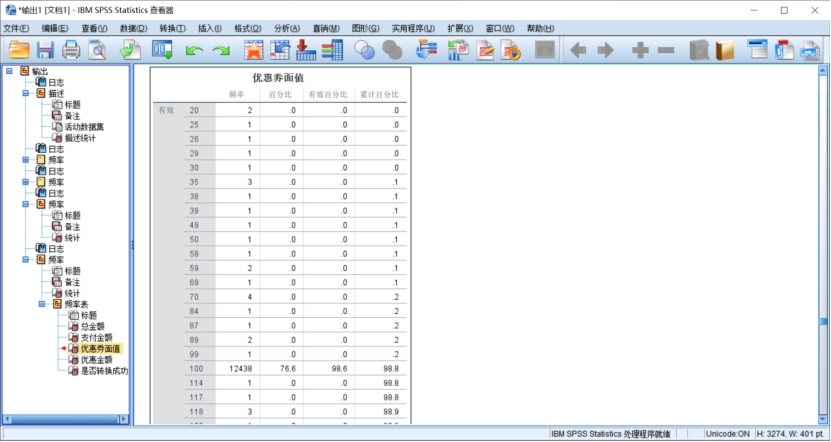 *输出1 [文档1] - IBM SPSS Statistics 查看器
文件(F) 编辑(E) 查看(V) 数据(D) 转换(T) 插入(I) 格式(O) 分析(A) 直销(M) 图形(G) 实用程序(U) 扩展(X) 窗口(W) 帮助(H)
输出
日志
描述
标题
备注
活动数据集
描述统计
日志
频率
日志
频率
日志
频率
标题
备注
统计
日志
频率
标题
备注
统计
频率表
标题
总金额
支付金额
优惠券面值
优惠金额
是否转换成功
优惠券面值
频率 百分比 有效百分比 累计百分比
有效 20 2 .0 .0 .0
25 1 .0 .0 .0
26 1 .0 .0 .0
29 1 .0 .0 .0
30 1 .0 .0 .0
35 3 .0 .0 .1
38 1 .0 .0 .1
39 1 .0 .0 .1
49 1 .0 .0 .1
50 1 .0 .0 .1
58 1 .0 .0 .1
59 2 .0 .0 .1
69 1 .0 .0 .1
70 4 .0 .0 .2
84 1 .0 .0 .2
87 1 .0 .0 .2
89 2 .0 .0 .2
99 1 .0 .0 .2
100 12438 76.6 98.6 98.8
114 1 .0 .0 98.8
117 1 .0 .0 98.8
118 3 .0 .0 98.9
IBM SPSS Statistics 处理程序就绪 Unicode:ON H: 3274, W: 401 pt.